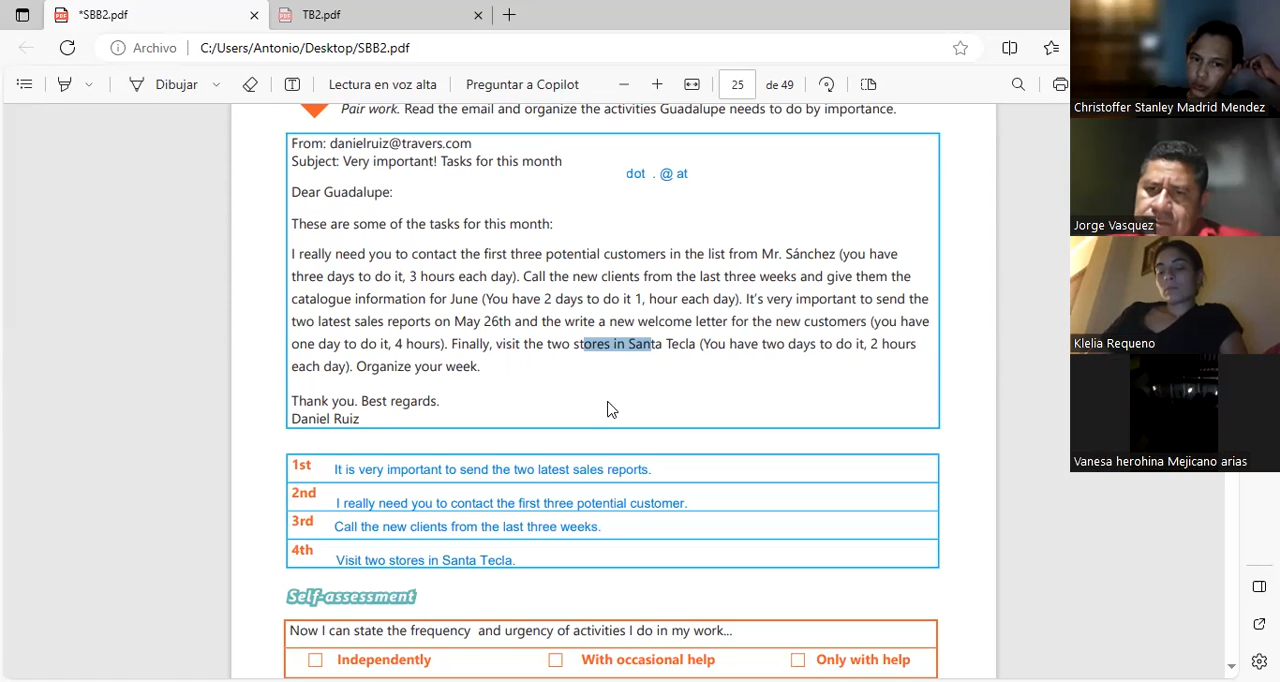 *SBB2.pdf
TB2.pdf
Archivo
C:/Users/Antonio/Desktop/SBB2.pdf
Dibujar
Lectura en voz alta
Preguntar a Copilot
25
de 49
Pair work. Read the email and organize the activities Guadalupe needs to do by importance.
From: danielruiz@travers.com
Subject: Very important! Tasks for this month
dot . @ at
Dear Guadalupe:
These are some of the tasks for this month:
I really need you to contact the first three potential customers in the list from Mr. Sánchez (you have
three days to do it, 3 hours each day). Call the new clients from the last three weeks and give them the
catalogue information for June (You have 2 days to do it 1, hour each day). It’s very important to send the
two latest sales reports on May 26th and the write a new welcome letter for the new customers (you have
one day to do it, 4 hours). Finally, visit the two stores in Santa Tecla (You have two days to do it, 2 hours
each day). Organize your week.
Thank you. Best regards.
Daniel Ruiz
1st It is very important to send the two latest sales reports.
2nd I really need you to contact the first three potential customer.
3rd Call the new clients from the last three weeks.
4th Visit two stores in Santa Tecla.
Self-assessment
Now I can state the frequency and urgency of activities I do in my work...
Independently
With occasional help
Only with help
Christoffer Stanley Madrid Mendez
Jorge Vasquez
Klelia Requeno
Vanesa herohina Mejicano arias